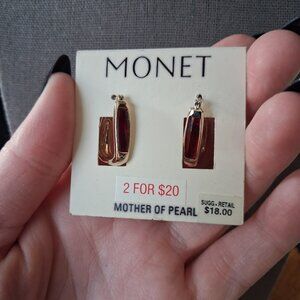 MONET
2 FOR $20
MOTHER OF PEARL
SUGG. RETAIL
$18.00